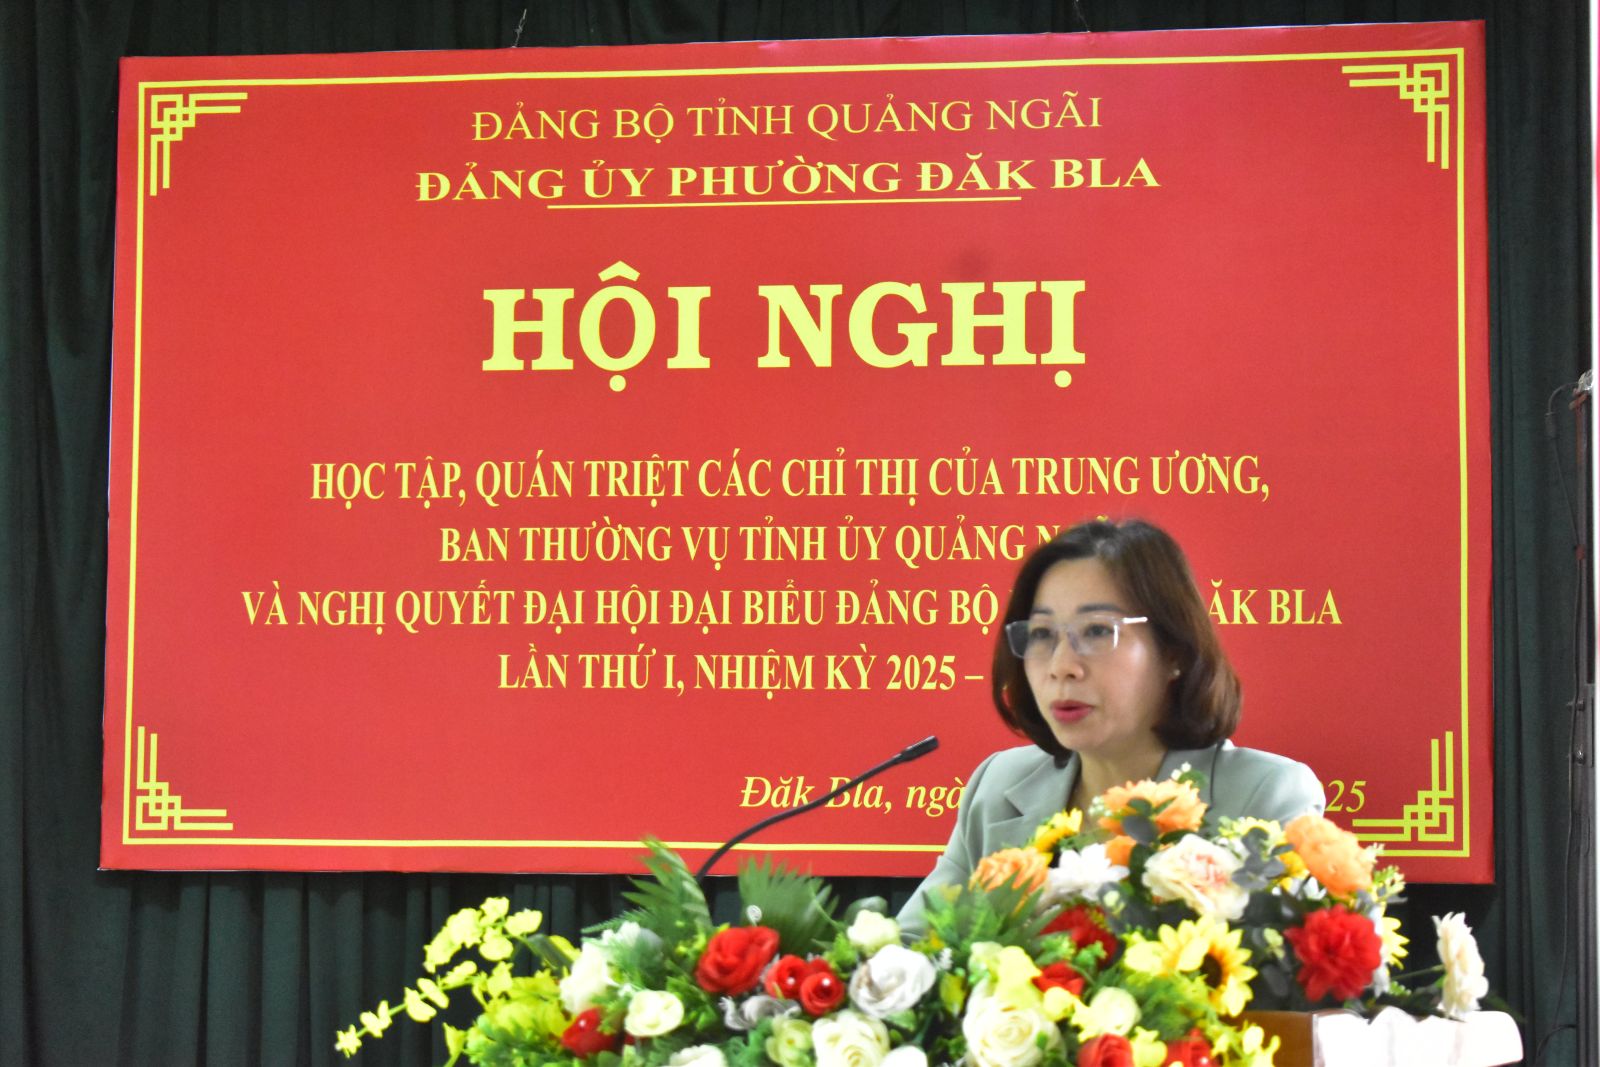 ĐẢNG BỘ TỈNH QUẢNG NGÃI
ĐẢNG ỦY PHƯỜNG ĐĂK BLA
HỘI NGHỊ
HỌC TẬP, QUÁN TRIỆT CÁC CHỈ THỊ CỦA TRUNG ƯƠNG,
BAN THƯỜNG VỤ TỈNH ỦY QUẢNG
VÀ NGHỊ QUYẾT ĐẠI HỘI ĐẠI BIỂU ĐẢNG BỘ ĐĂK BLA
LẦN THỨ I, NHIỆM KỲ 2025 –
Đăk Bla,